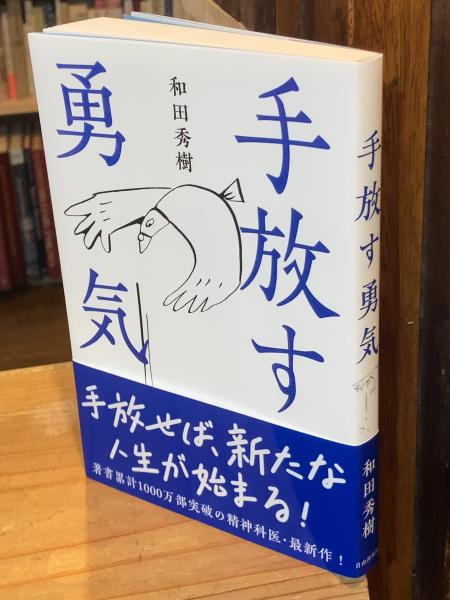 手放す
勇気
和田秀樹
手放せば、新たな
人生が始まる!
著書累計1000万部突破の精神科医・最新作!
手放す勇気
和田秀樹